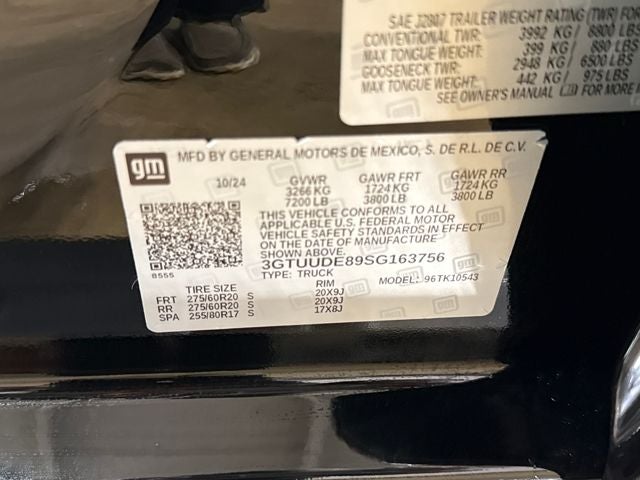 SAE J2807 TRAILER WEIGHT RATING (TWR) FOR
CONVENTIONAL TWR: 3992 KG / 8800 LBS
MAX TONGUE WEIGHT: 399 KG / 880 LBS
GOOSENECK TWR: 2948 KG / 6500 LBS
MAX TONGUE WEIGHT: 442 KG / 975 LBS
SEE OWNER'S MANUAL FOR MORE
gm
MFD BY GENERAL MOTORS DE MEXICO, S. DE R.L. DE C.V.
10/24 GVWR GAWR FRT GAWR RR
3266 KG 1724 KG 1724 KG
7200 LB 3800 LB 3800 LB
THIS VEHICLE CONFORMS TO ALL
APPLICABLE U.S. FEDERAL MOTOR
VEHICLE SAFETY STANDARDS IN EFFECT
ON THE DATE OF MANUFACTURE SHOWN ABOVE.
3GTUUDE89SG163756
8555 TYPE: TRUCK MODEL: 96TK10543
TIRE SIZE RIM
FRT 275/60R20 S 20X9J
RR 275/60R20 S 20X9J
SPA 255/80R17 S 17X8J